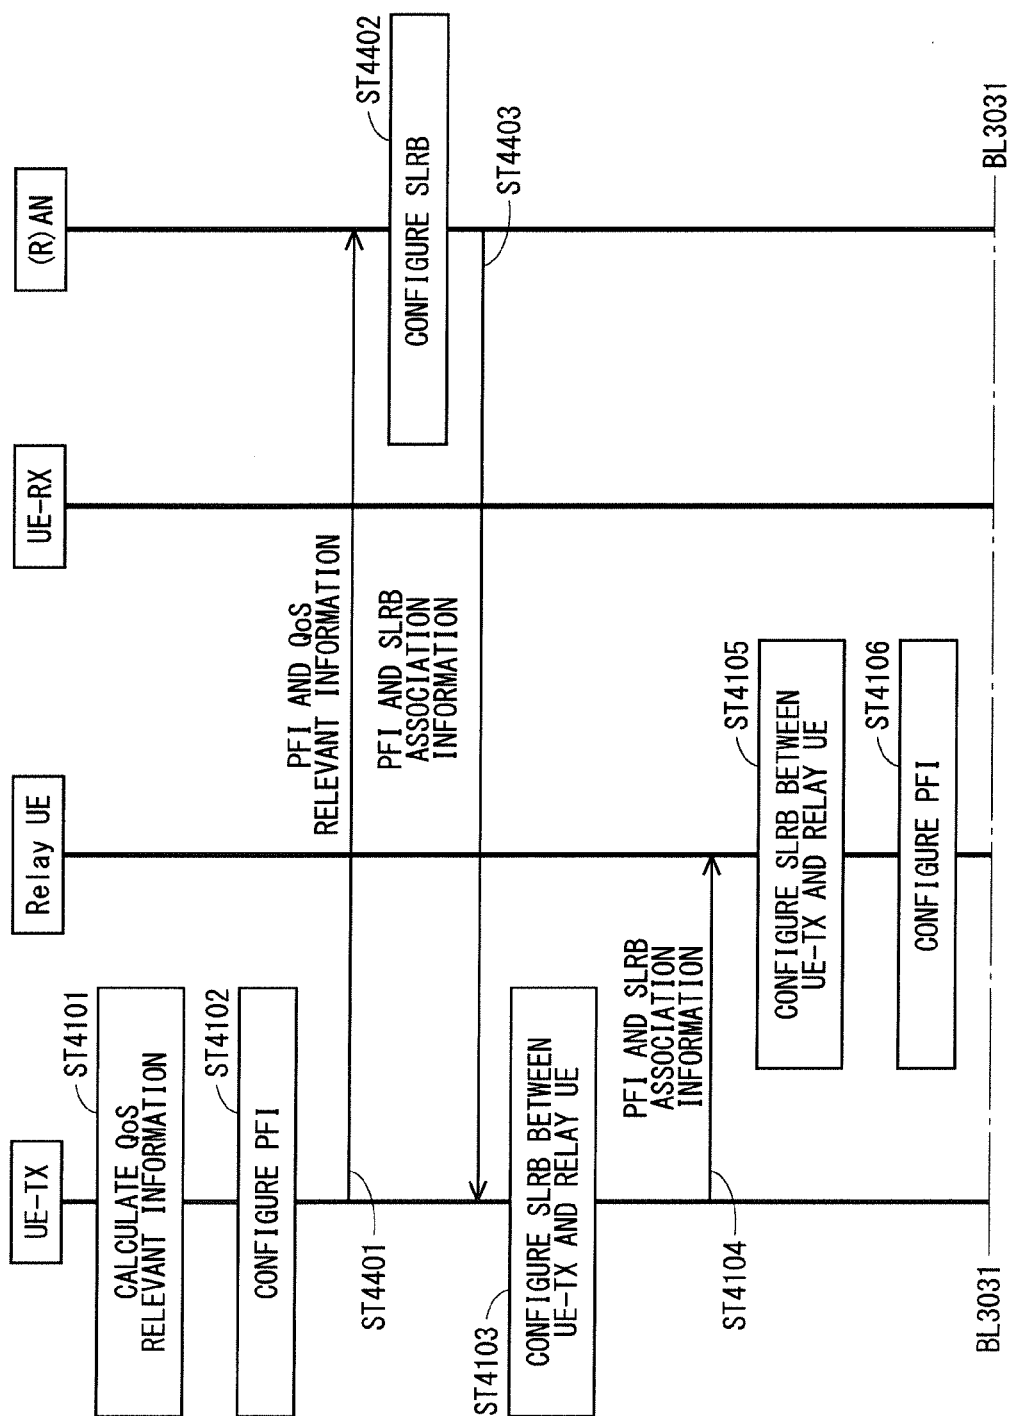 UE-TX
Relay UE
UE-RX
(R)AN
CALCULATE QoS
RELEVANT INFORMATION
ST4101
CONFIGURE PFI
ST4102
PFI AND QoS
RELEVANT INFORMATION
ST4401
CONFIGURE SLRB
ST4402
PFI AND SLRB
ASSOCIATION
INFORMATION
ST4403
CONFIGURE SLRB BETWEEN
UE-TX AND RELAY UE
ST4103
PFI AND SLRB
ASSOCIATION
INFORMATION
ST4104
CONFIGURE SLRB BETWEEN
UE-TX AND RELAY UE
ST4105
CONFIGURE PFI
ST4106
BL3031
BL3031